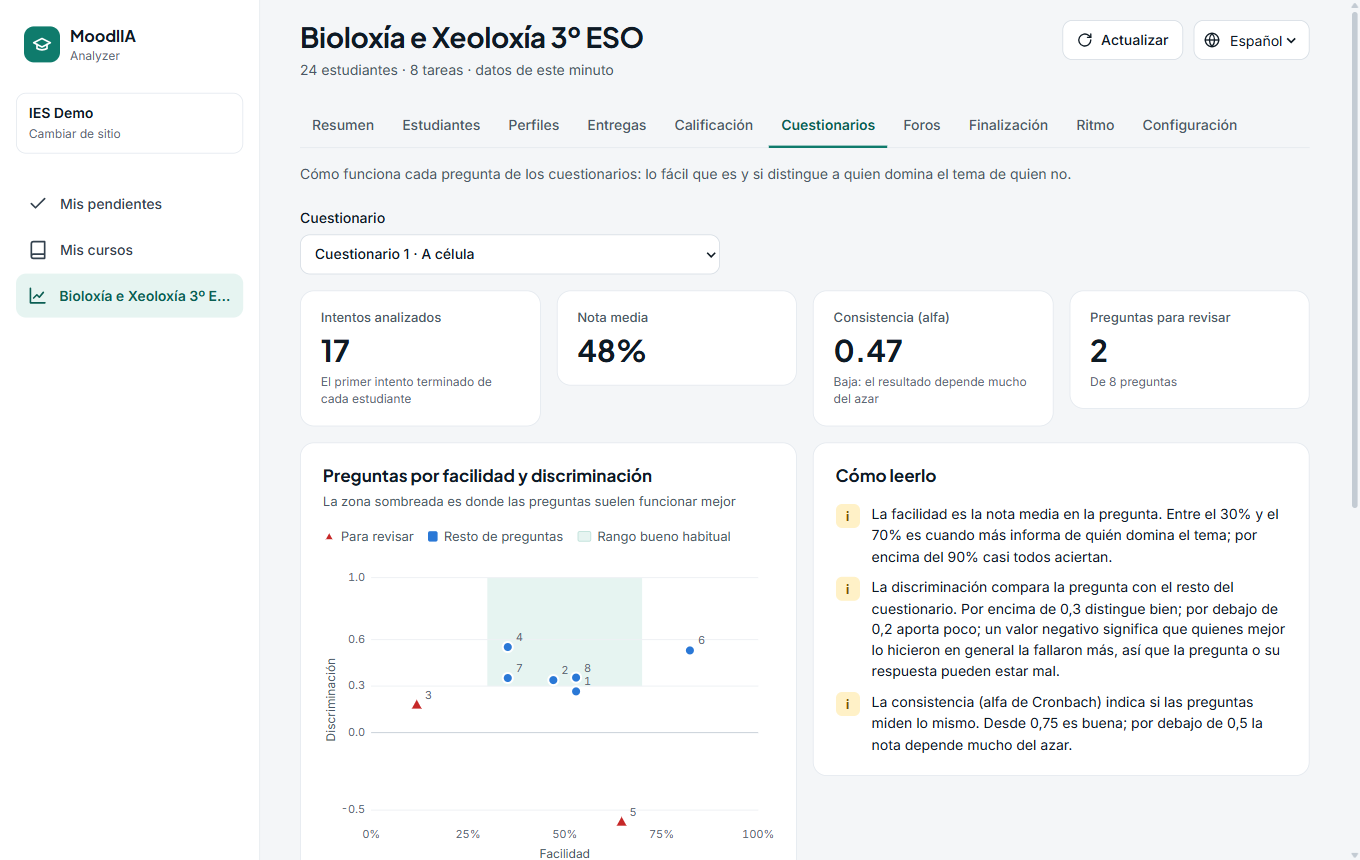 MoodlIA
Analyzer
IES Demo
Cambiar de sitio
Mis pendientes
Mis cursos
Bioloxía e Xeoloxía 3º E...
Bioloxía e Xeoloxía 3º ESO
24 estudiantes · 8 tareas · datos de este minuto
Actualizar
Español
Resumen Estudiantes Perfiles Entregas Calificación Cuestionarios Foros Finalización Ritmo Configuración
Cómo funciona cada pregunta de los cuestionarios: lo fácil que es y si distingue a quien domina el tema de quien no.
Cuestionario
Cuestionario 1 · A célula
Intentos analizados
17
El primer intento terminado de
cada estudiante
Nota media
48%
Consistencia (alfa)
0.47
Baja: el resultado depende mucho
del azar
Preguntas para revisar
2
De 8 preguntas
Preguntas por facilidad y discriminación
La zona sombreada es donde las preguntas suelen funcionar mejor
Para revisar Resto de preguntas Rango bueno habitual
1.0
0.6
0.3
0.0
-0.5
Discriminación
4
6
7
2
8
1
3
5
0% 25% 50% 75% 100%
Facilidad
Cómo leerlo
i
La facilidad es la nota media en la pregunta. Entre el 30% y el
70% es cuando más informa de quién domina el tema; por
encima del 90% casi todos aciertan.
i
La discriminación compara la pregunta con el resto del
cuestionario. Por encima de 0,3 distingue bien; por debajo de
0,2 aporta poco; un valor negativo significa que quienes mejor
lo hicieron en general la fallaron más, así que la pregunta o su
respuesta pueden estar mal.
i
La consistencia (alfa de Cronbach) indica si las preguntas
miden lo mismo. Desde 0,75 es buena; por debajo de 0,5 la
nota depende mucho del azar.